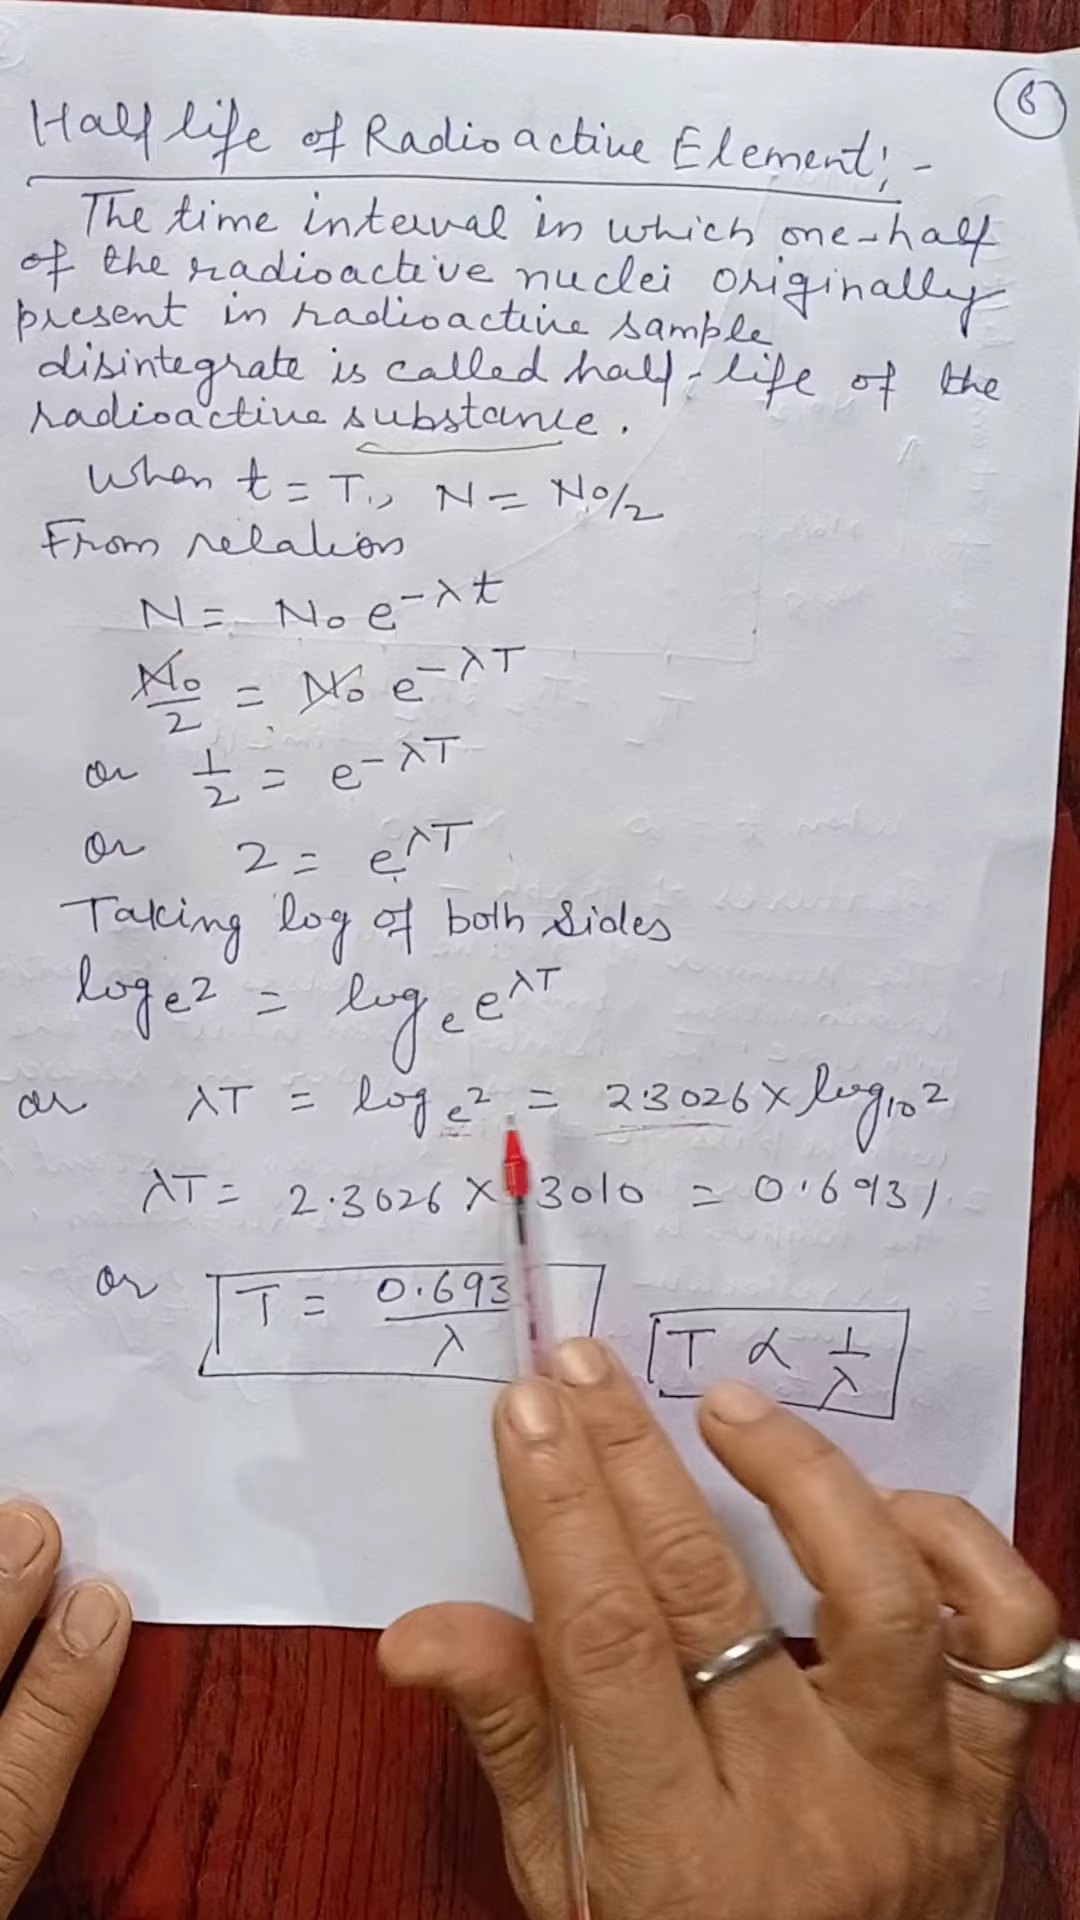 6
Half life of Radioactive Element:-
The time interval in which one-half
of the radioactive nuclei originally
present in radioactive sample
disintegrate is called half-life of the
radioactive substance.
When t = T, N = N₀/2
From relation
N = N₀ e^-λt
N₀/2 = N₀ e^-λT
or 1/2 = e^-λT
or 2 = e^λT
Taking log of both sides
logₑ2 = logₑ e^λT
or λT = logₑ2 = 2.3026 × log₁₀2
λT = 2.3026 × 3010 = 0.6931
or T = 0.693/λ
T ∝ 1/λ